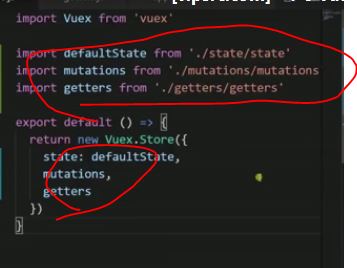 import Vuex from 'vuex'
import defaultState from './state/state'
import mutations from './mutations/mutations
import getters from './getters/getters'
export default () => {
return new Vuex.Store({
state: defaultState,
mutations,
getters
})
}